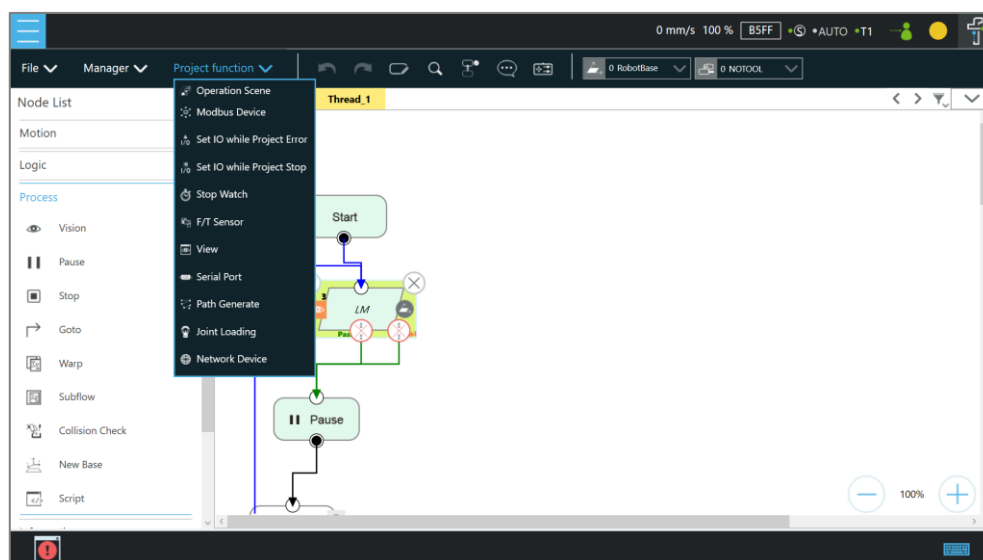 0 mm/s 100 % B5FF •Ⓢ •AUTO •T1
File Manager Project function 0 RobotBase 0 NOTOOL
Node List
Motion
Logic
Process
Vision
Pause
Stop
Goto
Warp
Subflow
Collision Check
New Base
Script
Operation Scene
Modbus Device
Set IO while Project Error
Set IO while Project Stop
Stop Watch
F/T Sensor
View
Serial Port
Path Generate
Joint Loading
Network Device
Thread_1
Start
3
LM
Pause
100%